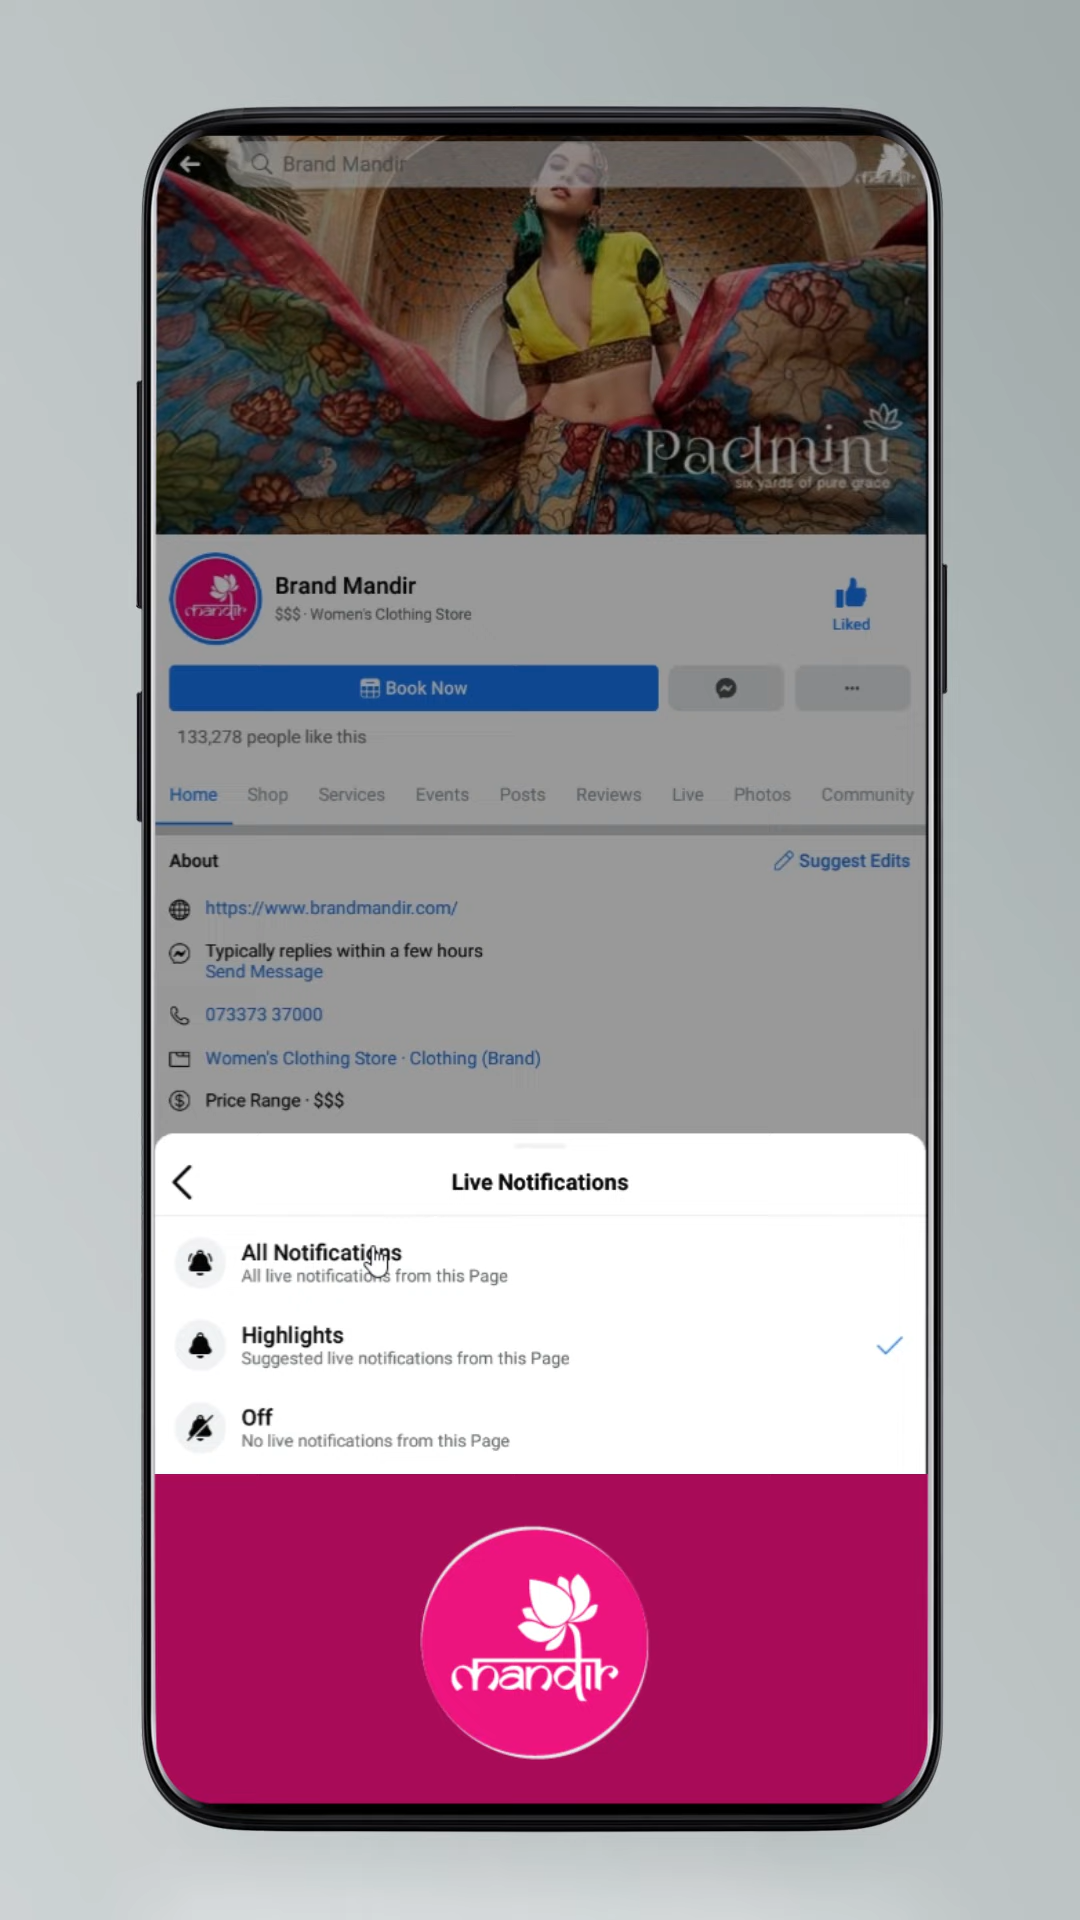 Brand Mandir
mandir
Padmini
six yards of pure grace
mandir
Brand Mandir
$$$ · Women's Clothing Store
Liked
Book Now
133,278 people like this
Home Shop Services Events Posts Reviews Live Photos Community
About
Suggest Edits
https://www.brandmandir.com/
Typically replies within a few hours
Send Message
073373 37000
Women's Clothing Store · Clothing (Brand)
Price Range · $$$
Live Notifications
All Notifications
All live notifications from this Page
Highlights
Suggested live notifications from this Page
Off
No live notifications from this Page
mandir